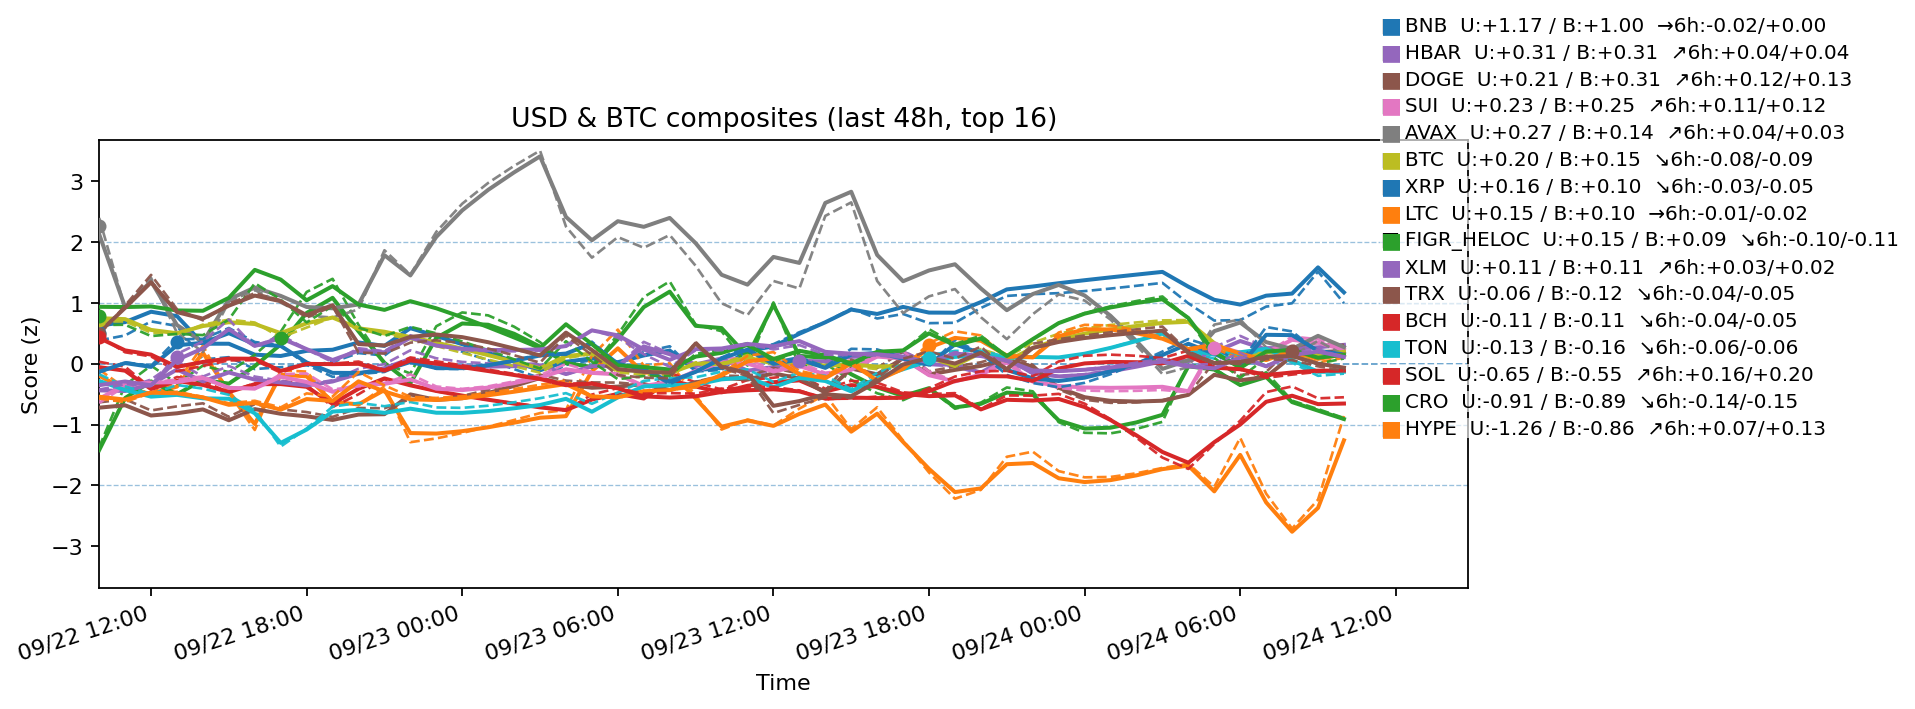 BNB  U:+1.17 / B:+1.00  →6h:-0.02/+0.00
HBAR  U:+0.31 / B:+0.31  ↗6h:+0.04/+0.04
DOGE  U:+0.21 / B:+0.31  ↗6h:+0.12/+0.13
SUI  U:+0.23 / B:+0.25  ↗6h:+0.11/+0.12
AVAX  U:+0.27 / B:+0.14  ↗6h:+0.04/+0.03
BTC  U:+0.20 / B:+0.15  ↘6h:-0.08/-0.09
XRP  U:+0.16 / B:+0.10  ↘6h:-0.03/-0.05
LTC  U:+0.15 / B:+0.10  →6h:-0.01/-0.02
FIGR_HELOC  U:+0.15 / B:+0.09  ↘6h:-0.10/-0.11
XLM  U:+0.11 / B:+0.11  ↗6h:+0.03/+0.02
TRX  U:-0.06 / B:-0.12  ↘6h:-0.04/-0.05
BCH  U:-0.11 / B:-0.11  ↘6h:-0.04/-0.05
TON  U:-0.13 / B:-0.16  ↘6h:-0.06/-0.06
SOL  U:-0.65 / B:-0.55  ↗6h:+0.16/+0.20
CRO  U:-0.91 / B:-0.89  ↘6h:-0.14/-0.15
HYPE  U:-1.26 / B:-0.86  ↗6h:+0.07/+0.13
USD & BTC composites (last 48h, top 16)
Score (z)
3
2
1
0
−1
−2
−3
09/22 12:00
09/22 18:00
09/23 00:00
09/23 06:00
09/23 12:00
09/23 18:00
09/24 00:00
09/24 06:00
09/24 12:00
Time